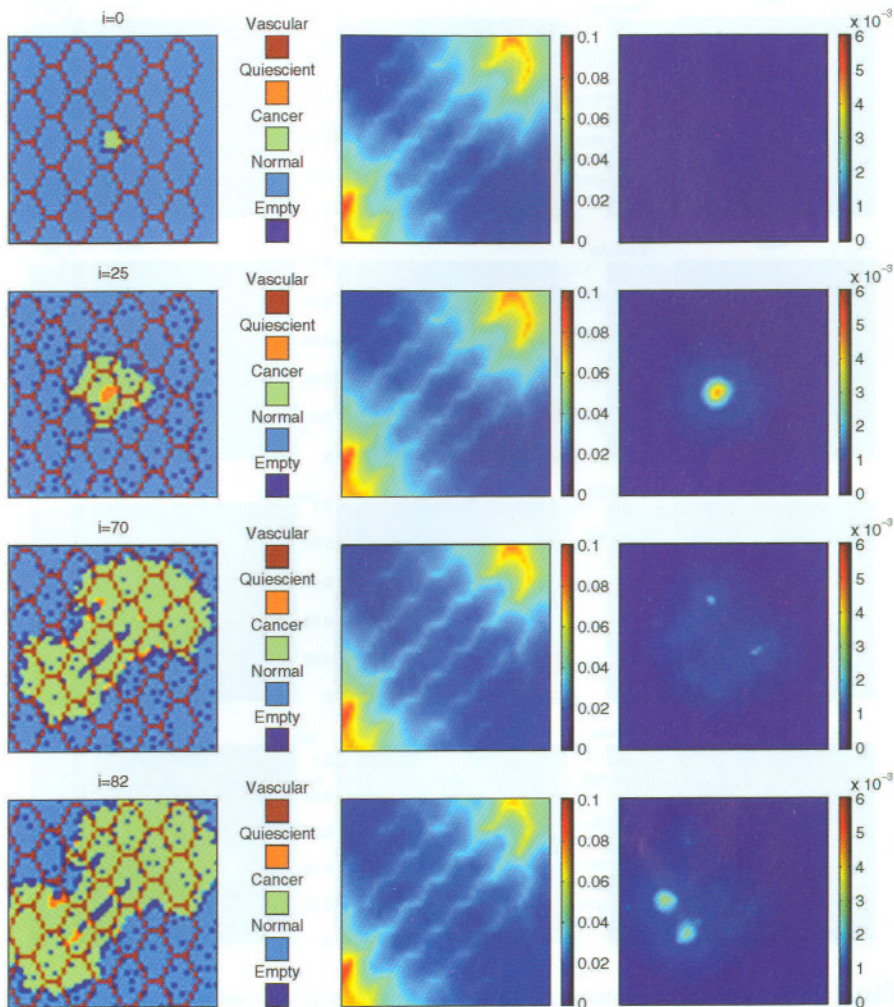 i=0
Vascular
Quiescient
Cancer
Normal
Empty
0.1
0.08
0.06
0.04
0.02
0
x 10⁻³
6
5
4
3
2
1
0
i=25
Vascular
Quiescient
Cancer
Normal
Empty
0.1
0.08
0.06
0.04
0.02
0
x 10⁻³
6
5
4
3
2
1
0
i=70
Vascular
Quiescient
Cancer
Normal
Empty
0.1
0.08
0.06
0.04
0.02
0
x 10⁻³
6
5
4
3
2
1
0
i=82
Vascular
Quiescient
Cancer
Normal
Empty
0.1
0.08
0.06
0.04
0.02
0
x 10⁻³
6
5
4
3
2
1
0